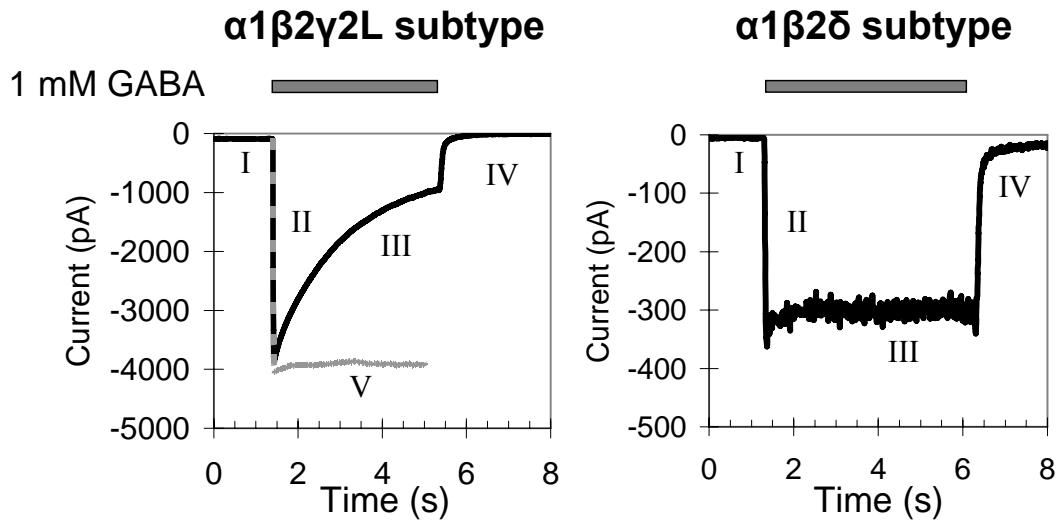 α1β2γ2L subtype
α1β2δ subtype
1 mM GABA
0
-1000
-2000
-3000
-4000
-5000
Current (pA)
I
II
III
IV
V
0 2 4 6 8
Time (s)
0
-100
-200
-300
-400
-500
Current (pA)
I
II
III
IV
0 2 4 6 8
Time (s)